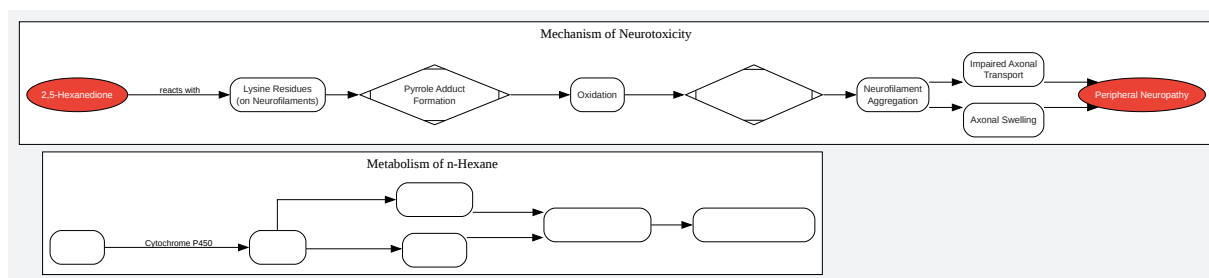 Mechanism of Neurotoxicity
2,5-Hexanedione
reacts with
Lysine Residues
(on Neurofilaments)
Pyrrole Adduct
Formation
Oxidation
Neurofilament
Aggregation
Impaired Axonal
Transport
Axonal Swelling
Peripheral Neuropathy
Metabolism of n-Hexane
Cytochrome P450